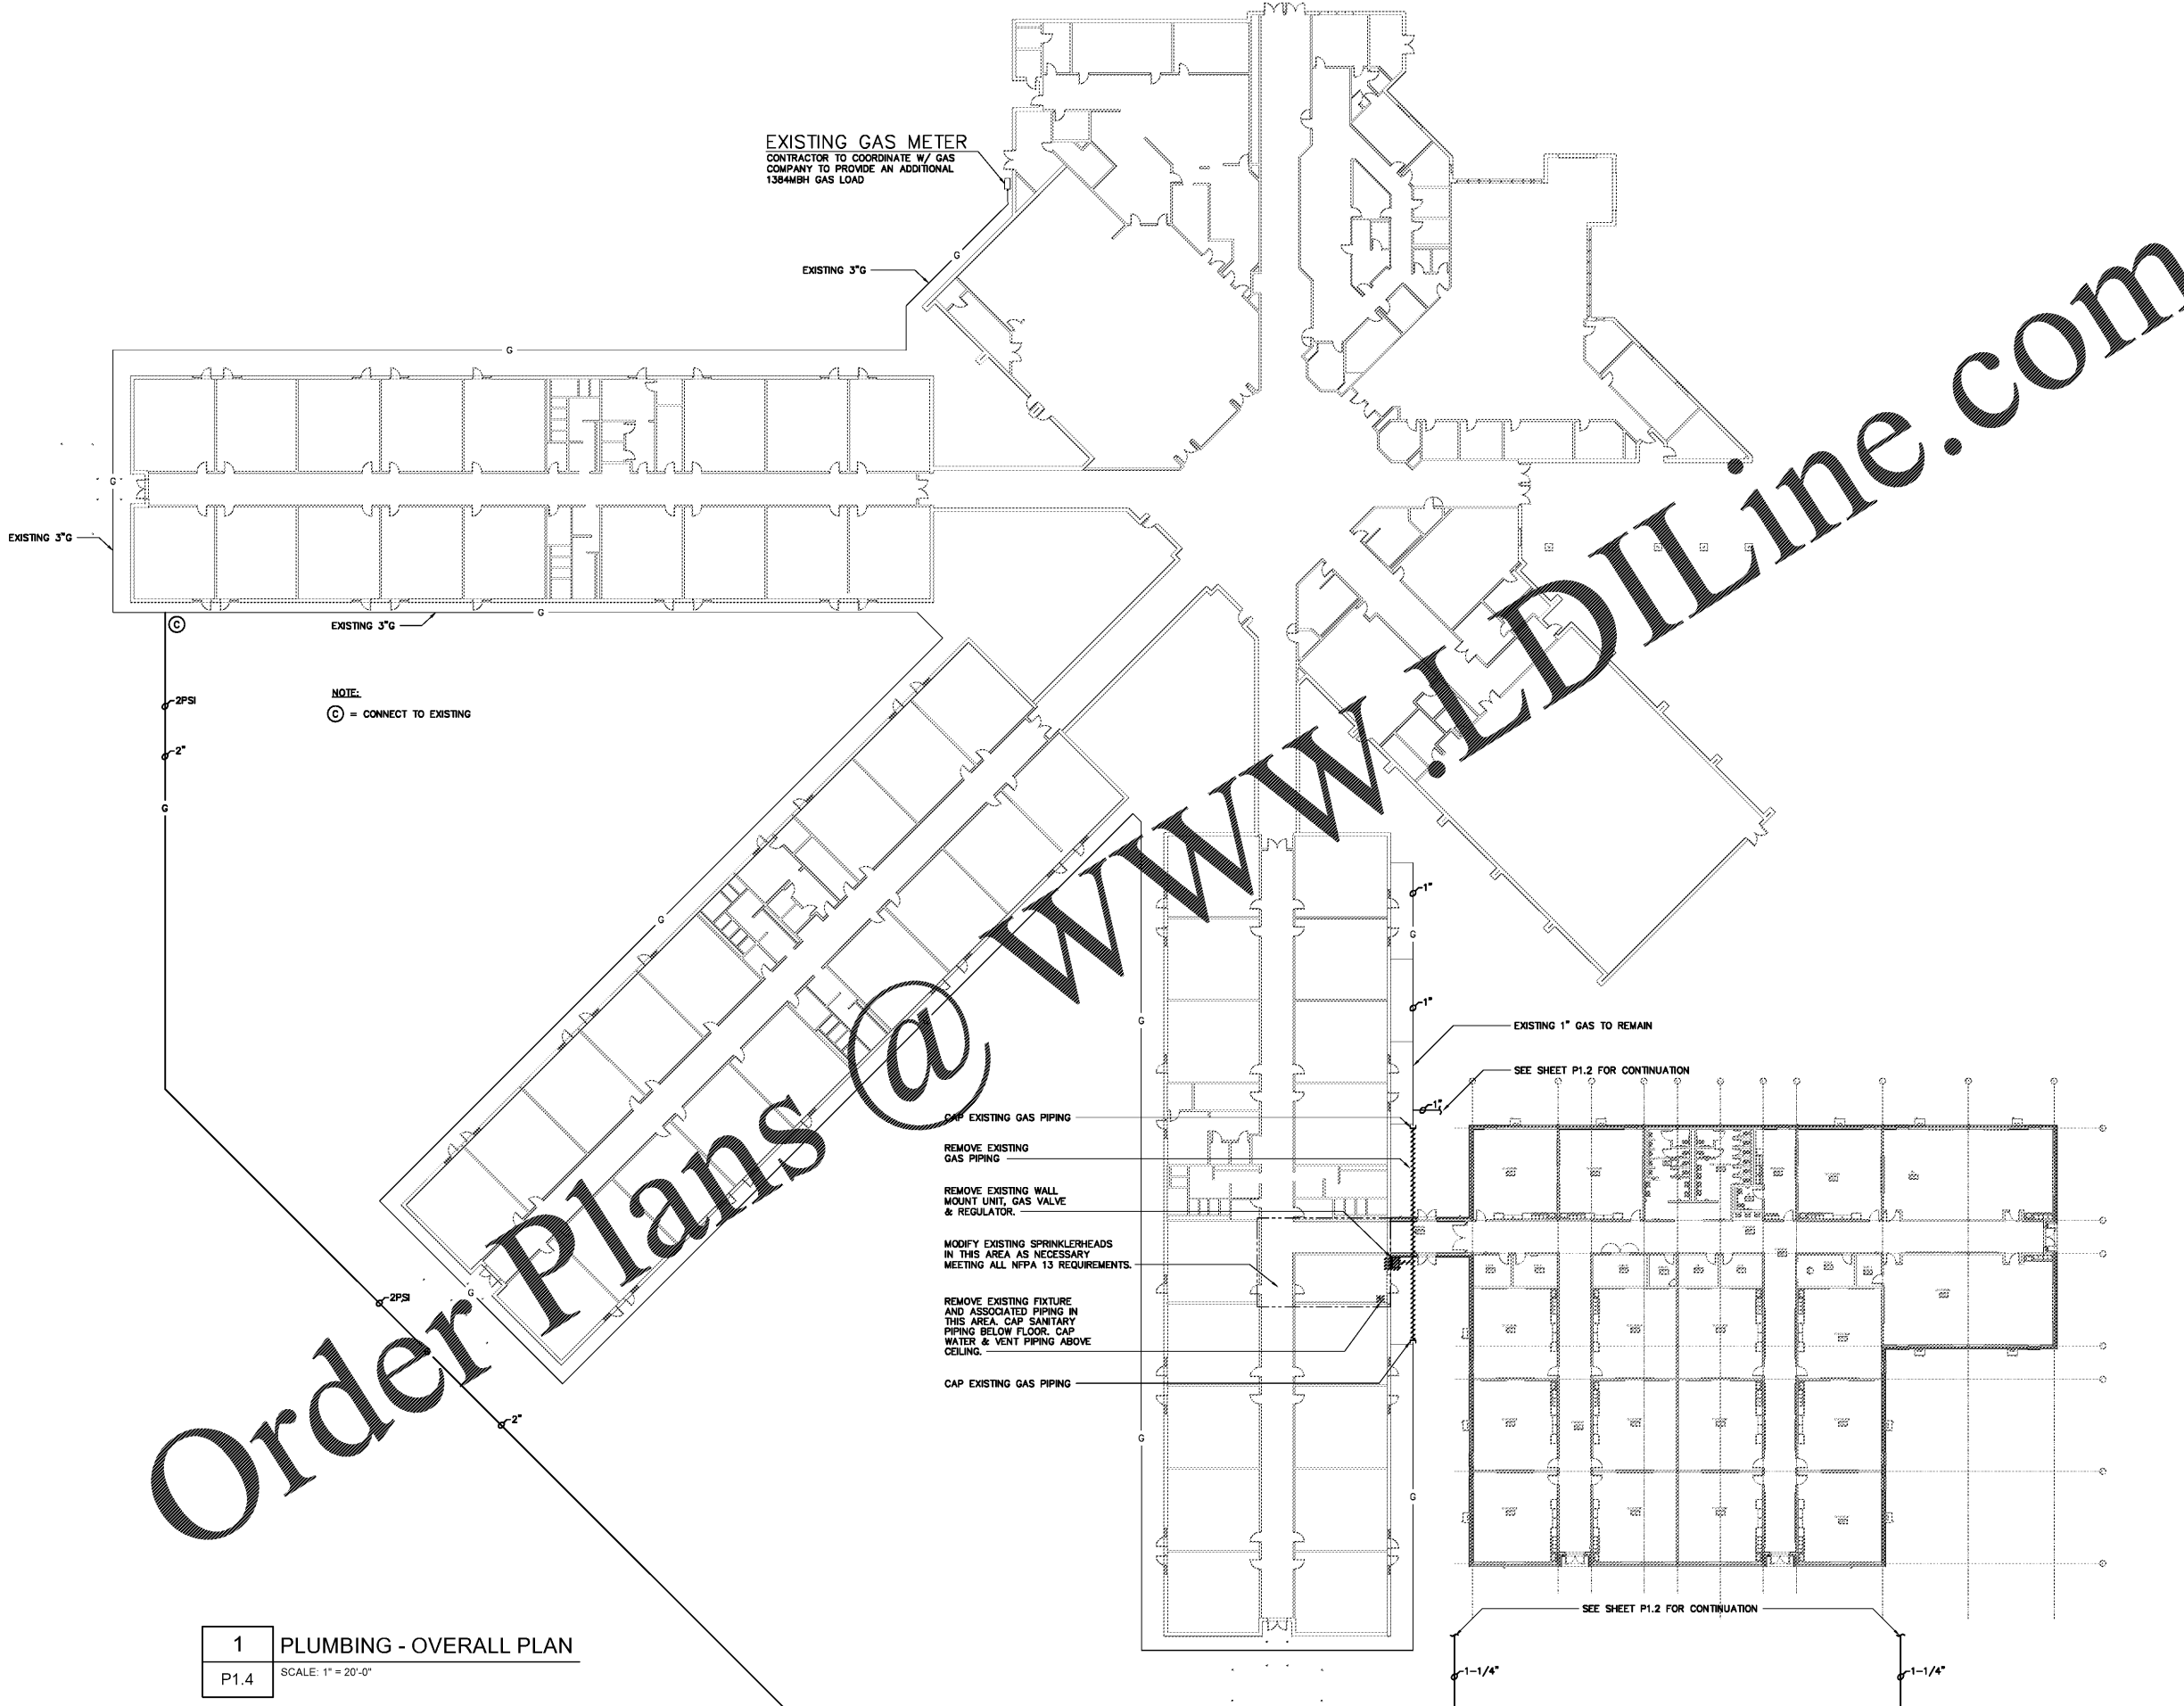 EXISTING GAS METER
CONTRACTOR TO COORDINATE W/ GAS
COMPANY TO PROVIDE AN ADDITIONAL
1384MBH GAS LOAD
EXISTING 3"G
G
G
G
EXISTING 3"G
G
EXISTING 3"G
C
2PSI
2"
G
NOTE:
C = CONNECT TO EXISTING
G
G
2PSI
2"
1"
G
1"
G
EXISTING 1" GAS TO REMAIN
SEE SHEET P1.2 FOR CONTINUATION
1"
CAP EXISTING GAS PIPING
REMOVE EXISTING
GAS PIPING
REMOVE EXISTING WALL
MOUNT UNIT, GAS VALVE
& REGULATOR.
MODIFY EXISTING SPRINKLERHEADS
IN THIS AREA AS NECESSARY
MEETING ALL NFPA 13 REQUIREMENTS.
REMOVE EXISTING FIXTURE
AND ASSOCIATED PIPING IN
THIS AREA. CAP SANITARY
PIPING BELOW FLOOR. CAP
WATER & VENT PIPING ABOVE
CEILING.
CAP EXISTING GAS PIPING
G
G
SEE SHEET P1.2 FOR CONTINUATION
1-1/4"
1-1/4"
1
PLUMBING - OVERALL PLAN
P1.4
SCALE: 1" = 20'-0"
Order Plans @ www.LDILine.com